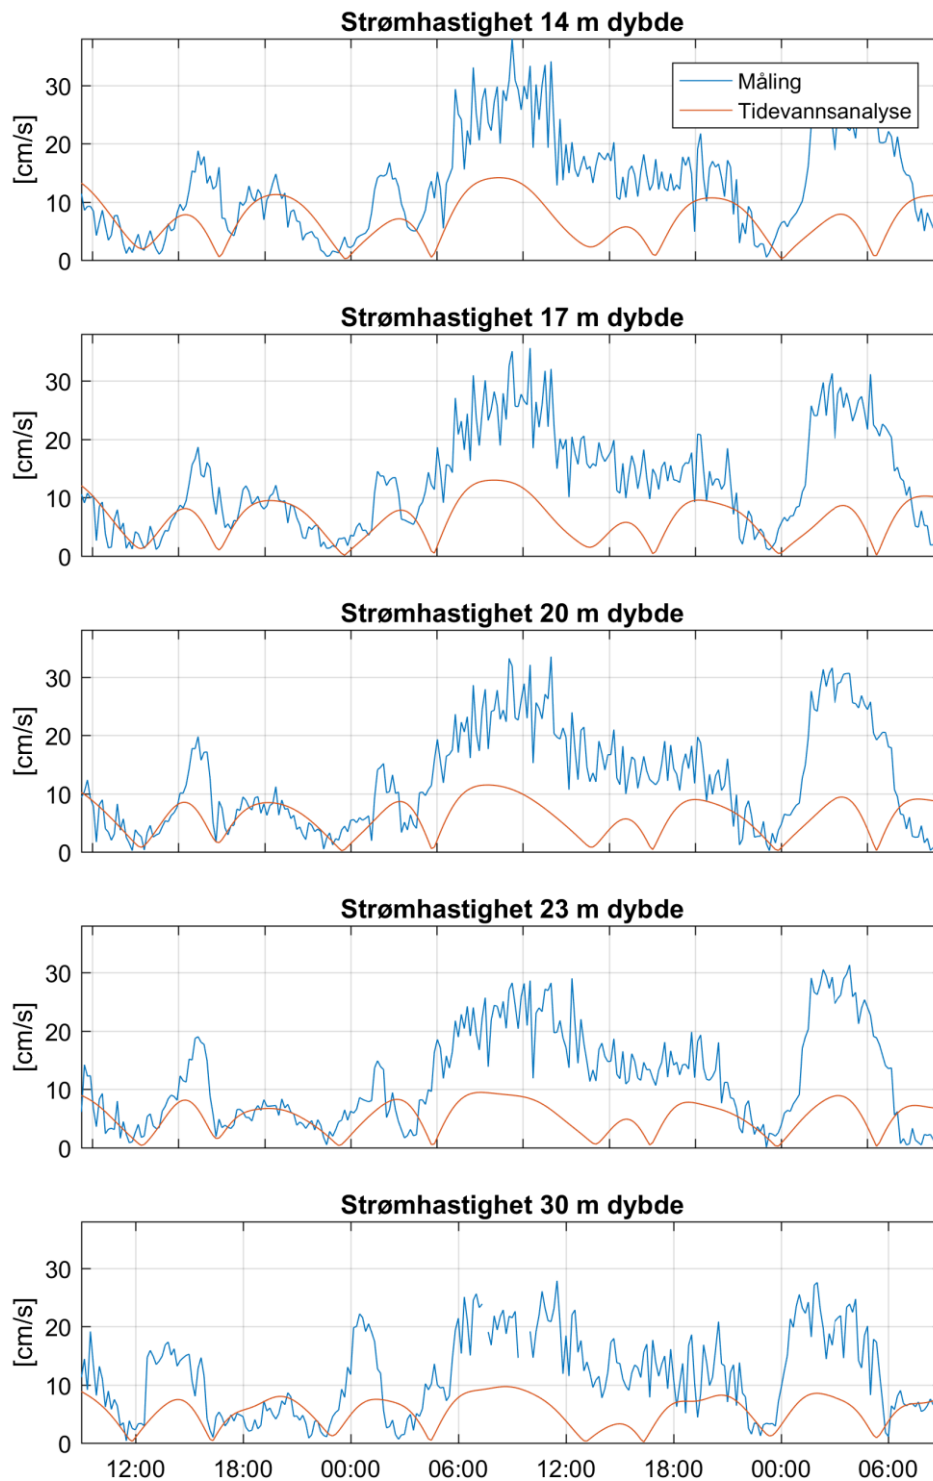 Strømhastighet 14 m dybde
[cm/s]
30
20
10
0
Måling
Tidevannsanalyse
Strømhastighet 17 m dybde
[cm/s]
30
20
10
0
Strømhastighet 20 m dybde
[cm/s]
30
20
10
0
Strømhastighet 23 m dybde
[cm/s]
30
20
10
0
Strømhastighet 30 m dybde
[cm/s]
30
20
10
0
12:00 18:00 00:00 06:00 12:00 18:00 00:00 06:00